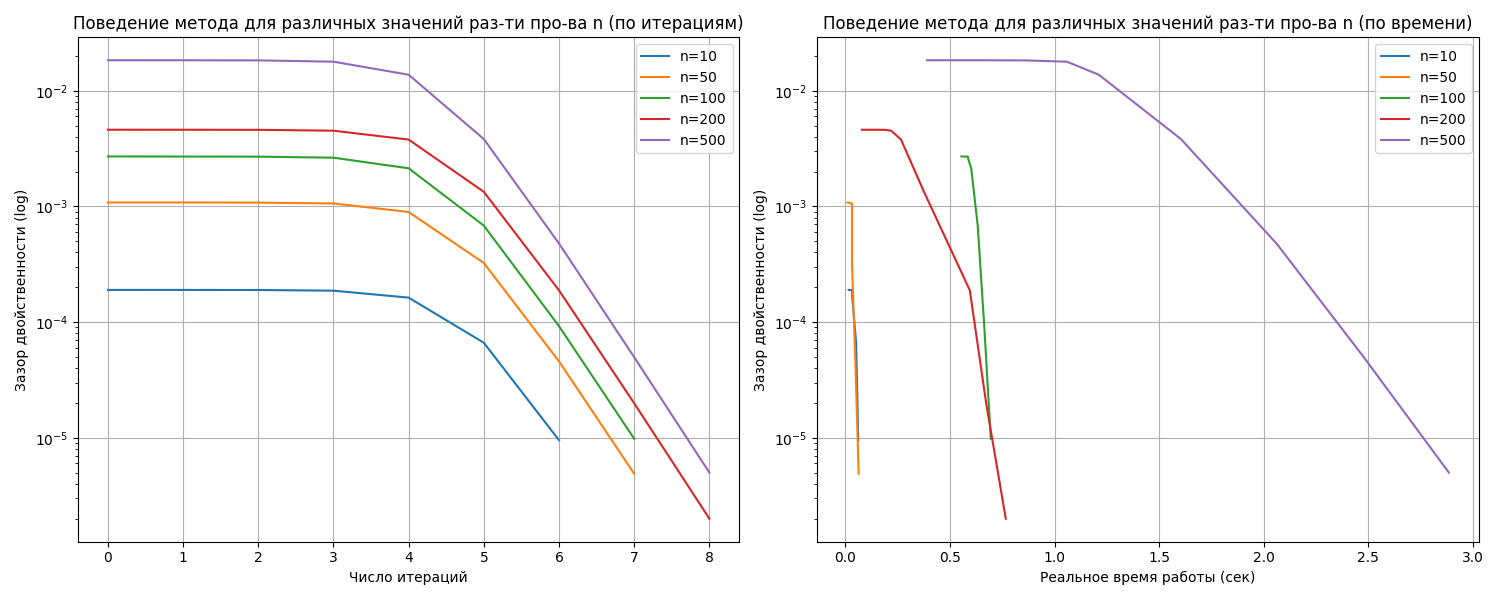 Поведение метода для различных значений раз-ти про-ва n (по итерациям)
Зазор двойственности (log)
10⁻²
10⁻³
10⁻⁴
10⁻⁵
0 1 2 3 4 5 6 7 8
Число итераций
n=10
n=50
n=100
n=200
n=500
Поведение метода для различных значений раз-ти про-ва n (по времени)
Зазор двойственности (log)
10⁻²
10⁻³
10⁻⁴
10⁻⁵
0.0 0.5 1.0 1.5 2.0 2.5 3.0
Реальное время работы (сек)
n=10
n=50
n=100
n=200
n=500